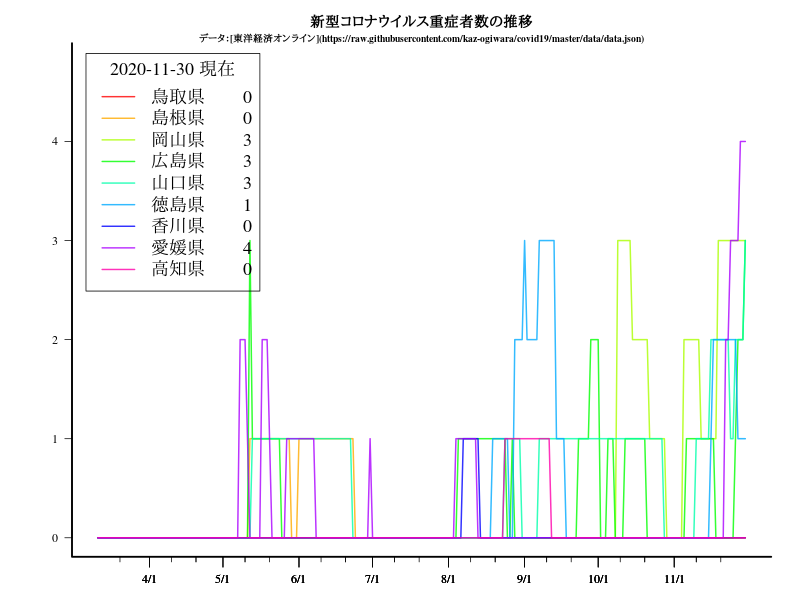 新型コロナウイルス重症者数の推移
データ:[東洋経済オンライン](https://raw.githubusercontent.com/kaz-ogiwara/covid19/master/data/data.json)
2020-11-30 現在
鳥取県 0
島根県 0
岡山県 3
広島県 3
山口県 3
徳島県 1
香川県 0
愛媛県 4
高知県 0
4
3
2
1
0
4/1 5/1 6/1 7/1 8/1 9/1 10/1 11/1